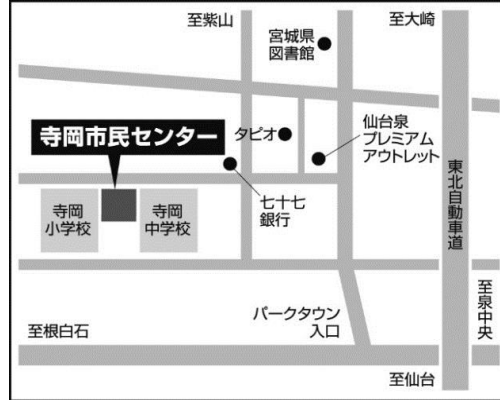 至紫山
至大崎
宮城県
図書館
寺岡市民センター
タピオ
仙台泉
プレミアム
アウトレット
東北自動車道
七十七
銀行
寺岡
小学校
寺岡
中学校
パークタウン
入口
至泉中央
至根白石
至仙台